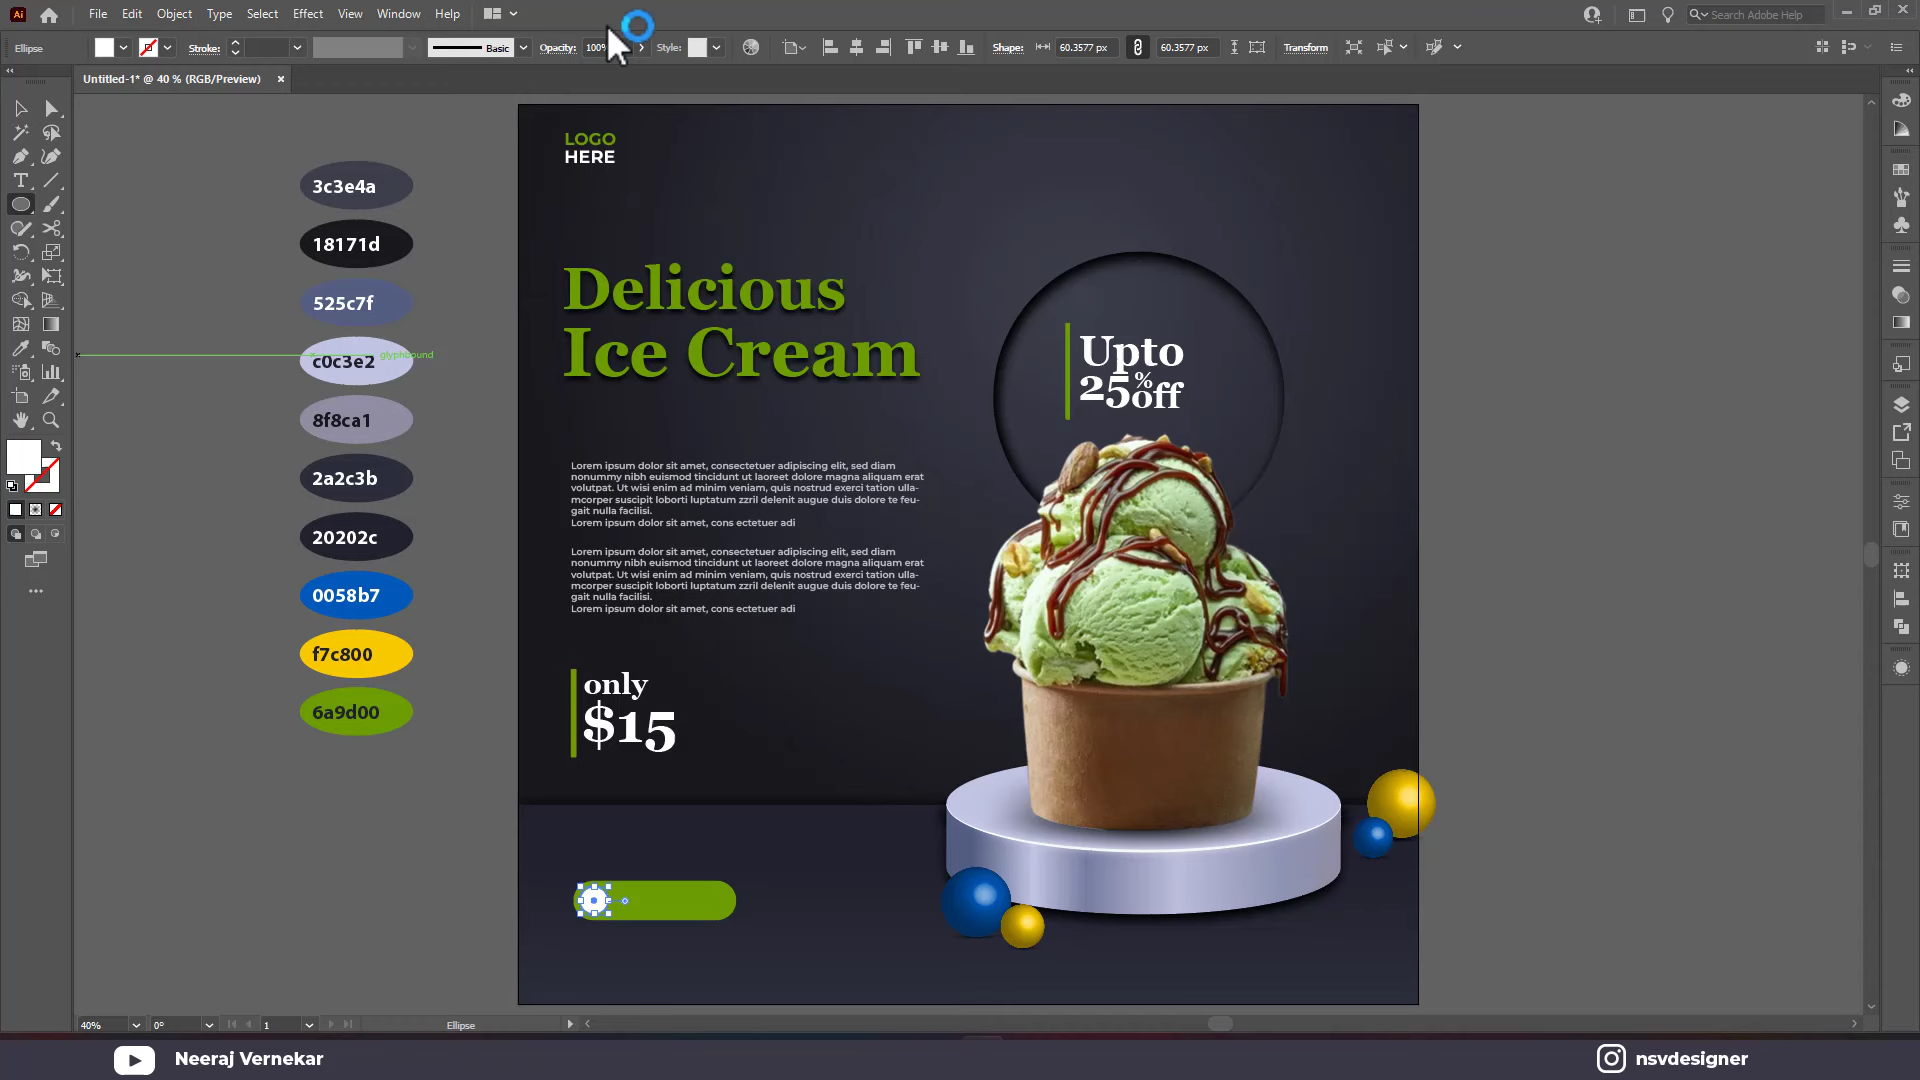 Ai
File Edit Object Type Select Effect View Window Help
Search Adobe Help
Ellipse
Stroke:
Basic
Opacity: 100%
Style:
Shape:
60.3577 px
60.3577 px
Transform
Untitled-1* @ 40 % (RGB/Preview) ×
LOGO
HERE
3c3e4a
18171d
525c7f
c0c3e2
glyphbound
8f8ca1
2a2c3b
20202c
0058b7
f7c800
6a9d00
Delicious
Ice Cream
Upto
25%off
Lorem ipsum dolor sit amet, consectetuer adipiscing elit, sed diam
nonummy nibh euismod tincidunt ut laoreet dolore magna aliquam erat
volutpat. Ut wisi enim ad minim veniam, quis nostrud exerci tation ulla-
mcorper suscipit loborti luptatum zzril delenit augue duis dolore te feu-
gait nulla facilisi.
Lorem ipsum dolor sit amet, cons ectetuer adi
Lorem ipsum dolor sit amet, consectetuer adipiscing elit, sed diam
nonummy nibh euismod tincidunt ut laoreet dolore magna aliquam erat
volutpat. Ut wisi enim ad minim veniam, quis nostrud exerci tation ulla-
mcorper suscipit loborti luptatum zzril delenit augue duis dolore te feu-
gait nulla facilisi.
Lorem ipsum dolor sit amet, cons ectetuer adi
only
$15
40%
0°
1
Ellipse
Neeraj Vernekar
nsvdesigner